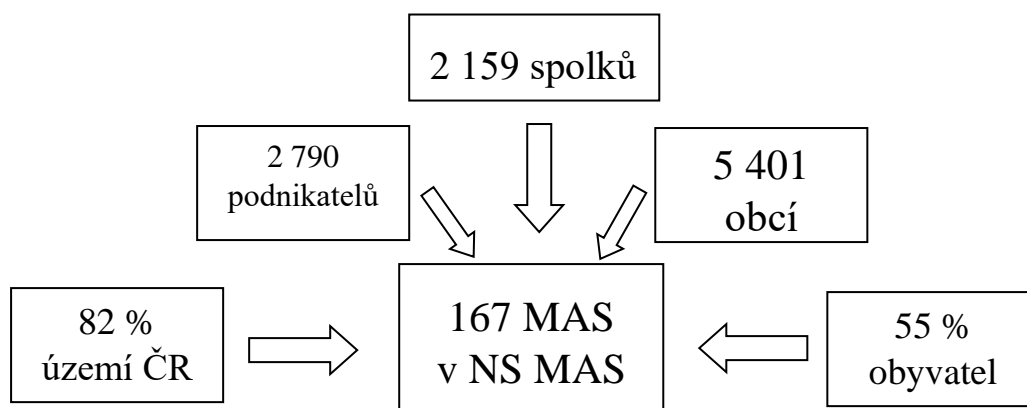 2 159 spolků
2 790
podnikatelů
5 401
obcí
82 %
území ČR
167 MAS
v NS MAS
55 %
obyvatel